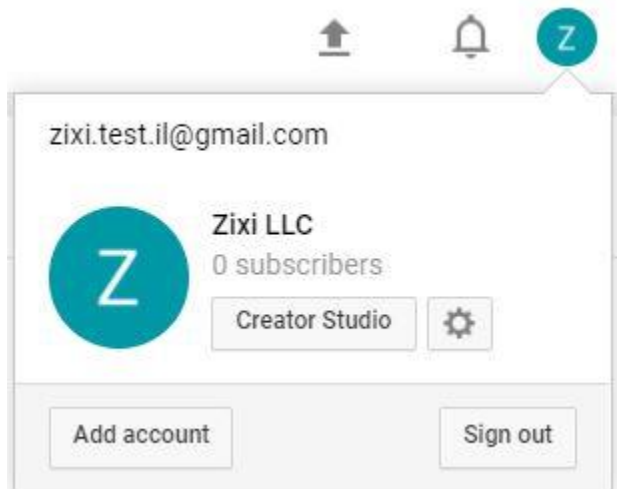 Z
zixi.test.il@gmail.com
Z
Zixi LLC
0 subscribers
Creator Studio
Add account
Sign out